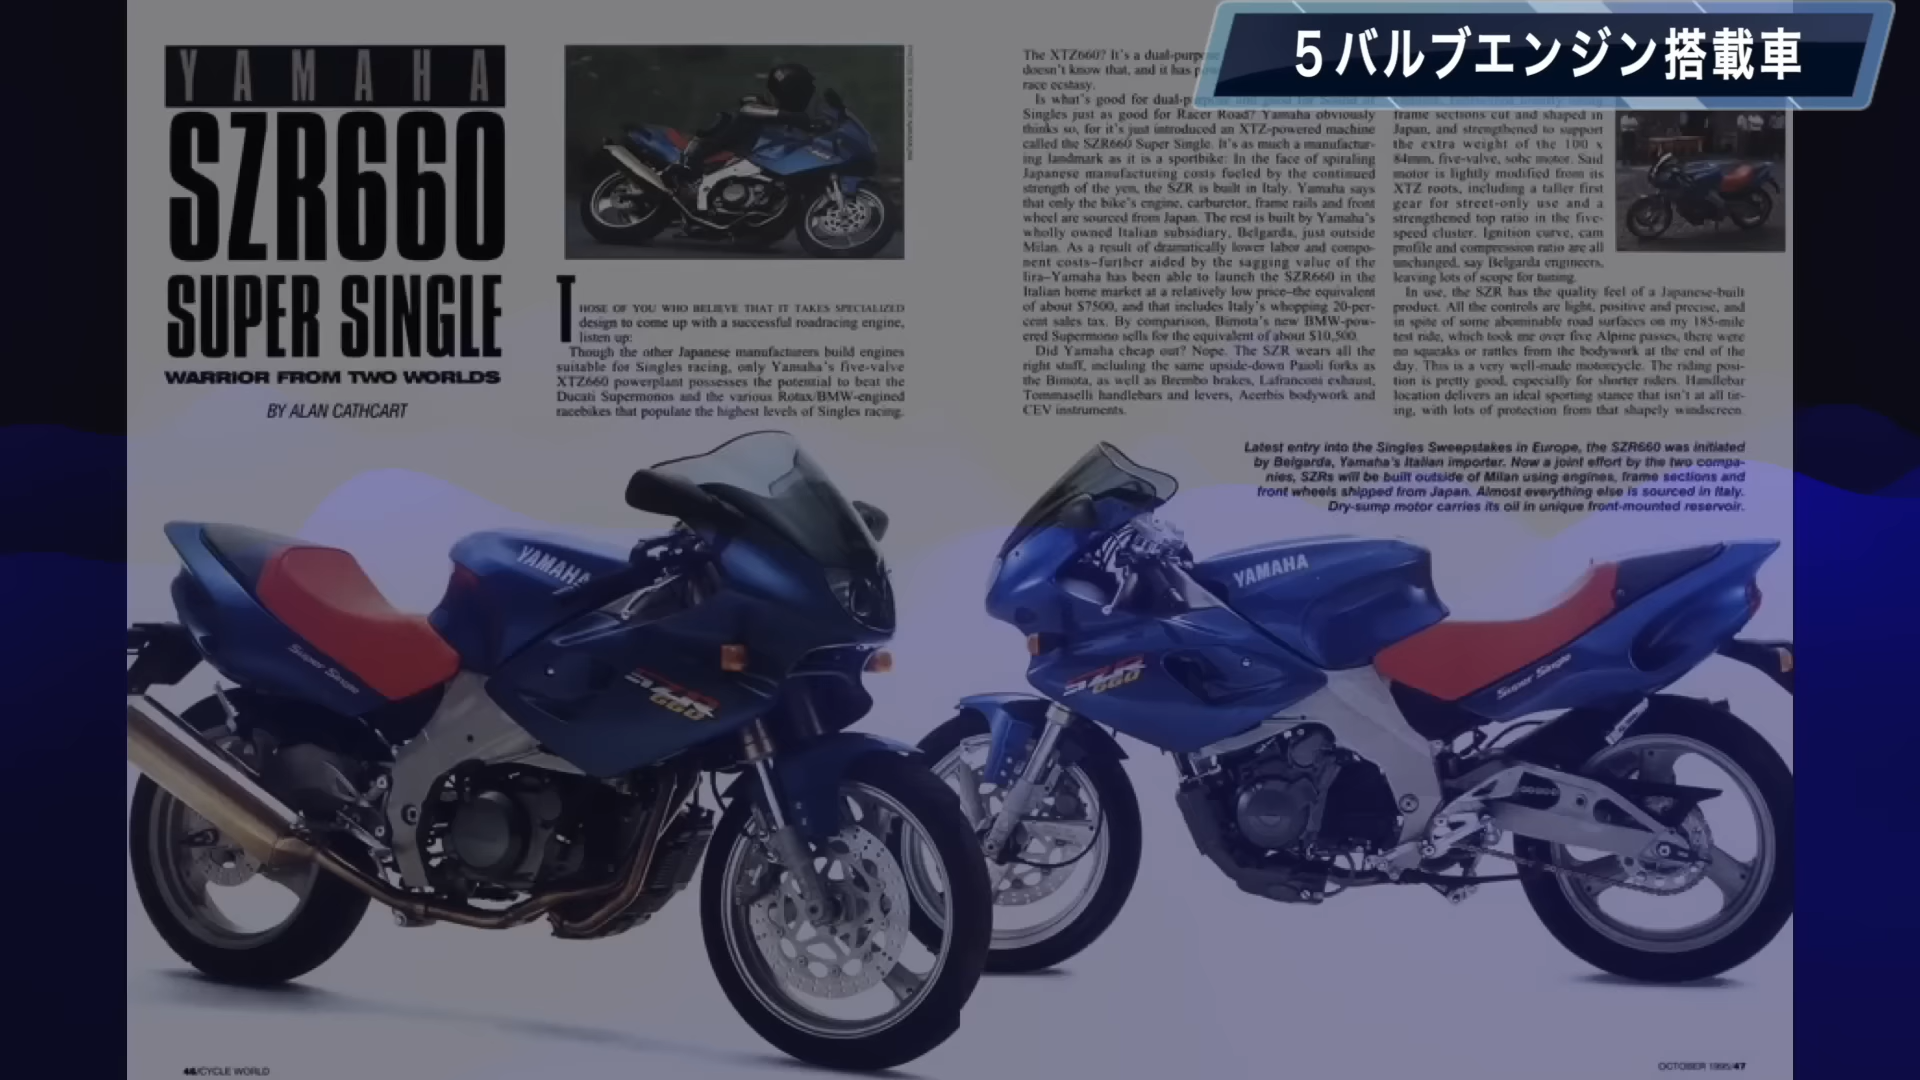 ５バルブエンジン搭載車
YAMAHA
SZR660
SUPER SINGLE
WARRIOR FROM TWO WORLDS
BY ALAN CATHCART
THOSE OF YOU WHO BELIEVE THAT IT TAKES SPECIALIZED
design to come up with a successful roadracing engine,
listen up:
Though the other Japanese manufacturers build engines
suitable for Singles racing, only Yamaha's five-valve
XTZ660 powerplant possesses the potential to beat the
Ducati Supermonos and the various Rotax/BMW-engined
racebikes that populate the highest levels of Singles racing.
The XTZ660? It's a dual-purpo
doesn't know that, and it has
race ecstasy.
Is what's good for dual-p
Singles just as good for Racer Road? Yamaha obviously
thinks so, for it's just introduced an XTZ-powered machine
called the SZR660 Super Single. It's as much a manufactur-
ing landmark as it is a sportbike: In the face of spiraling
Japanese manufacturing costs fueled by the continued
strength of the yen, the SZR is built in Italy. Yamaha says
that only the bike's engine, carburetor, frame rails and front
wheel are sourced from Japan. The rest is built by Yamaha's
wholly owned Italian subsidiary, Belgarda, just outside
Milan. As a result of dramatically lower labor and compo-
nent costs–further aided by the sagging value of the
lira–Yamaha has been able to launch the SZR660 in the
Italian home market at a relatively low price–the equivalent
of about $7500, and that includes Italy's whopping 20-per-
cent sales tax. By comparison, Bimota's new BMW-pow-
ered Supermono sells for the equivalent of about $10,500.
Did Yamaha cheap out? Nope. The SZR wears all the
right stuff, including the same upside-down Paioli forks as
the Bimota, as well as Brembo brakes, Lafranconi exhaust,
Tommaselli handlebars and levers, Acerbis bodywork and
CEV instruments.
frame sections cut and shaped in
Japan, and strengthened to support
the extra weight of the 100 x
84mm, five-valve, sohc motor. Said
motor is lightly modified from its
XTZ roots, including a taller first
gear for street-only use and a
strengthened top ratio in the five-
speed cluster. Ignition curve, cam
profile and compression ratio are all
unchanged, say Belgarda engineers,
leaving lots of scope for tuning.
In use, the SZR has the quality feel of a Japanese-built
product. All the controls are light, positive and precise, and
in spite of some abominable road surfaces on my 185-mile
test ride, which took me over five Alpine passes, there were
no squeaks or rattles from the bodywork at the end of the
day. This is a very well-made motorcycle. The riding posi-
tion is pretty good, especially for shorter riders. Handlebar
location delivers an ideal sporting stance that isn't at all tir-
ing, with lots of protection from that shapely windscreen.
Latest entry into the Singles Sweepstakes in Europe, the SZR660 was initiated
by Belgarda, Yamaha's Italian importer. Now a joint effort by the two compa-
nies, SZRs will be built outside of Milan using engines, frame sections and
front wheels shipped from Japan. Almost everything else is sourced in Italy.
Dry-sump motor carries its oil in unique front-mounted reservoir.
YAMAHA
Super Single
SZR
660
YAMAHA
Super Single
SZR
660
46/CYCLE WORLD
OCTOBER 1995/47